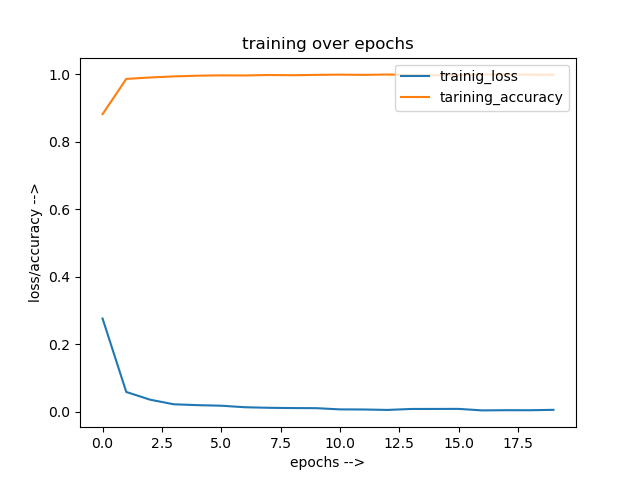 training over epochs
trainig_loss
tarining_accuracy
1.0
0.8
0.6
0.4
0.2
0.0
loss/accuracy -->
0.0 2.5 5.0 7.5 10.0 12.5 15.0 17.5
epochs -->